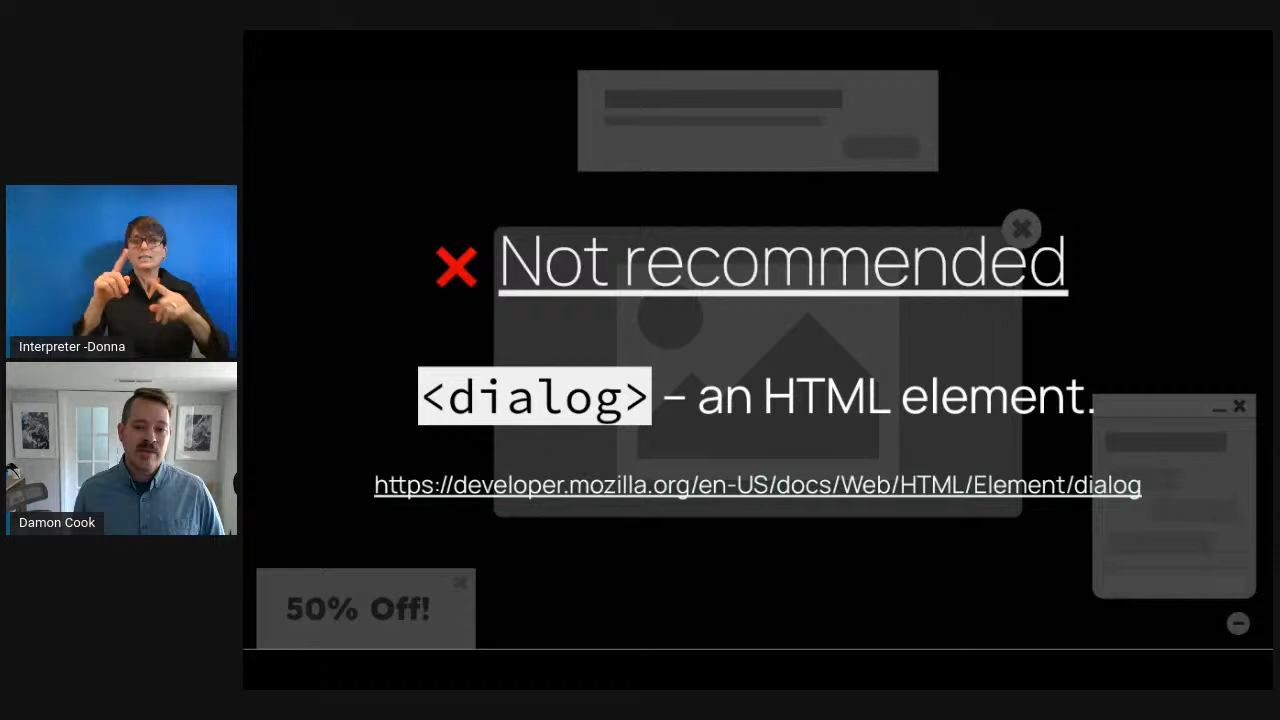 ❌ Not recommended
<dialog> – an HTML element.
https://developer.mozilla.org/en-US/docs/Web/HTML/Element/dialog
50% Off!
Interpreter -Donna
Damon Cook